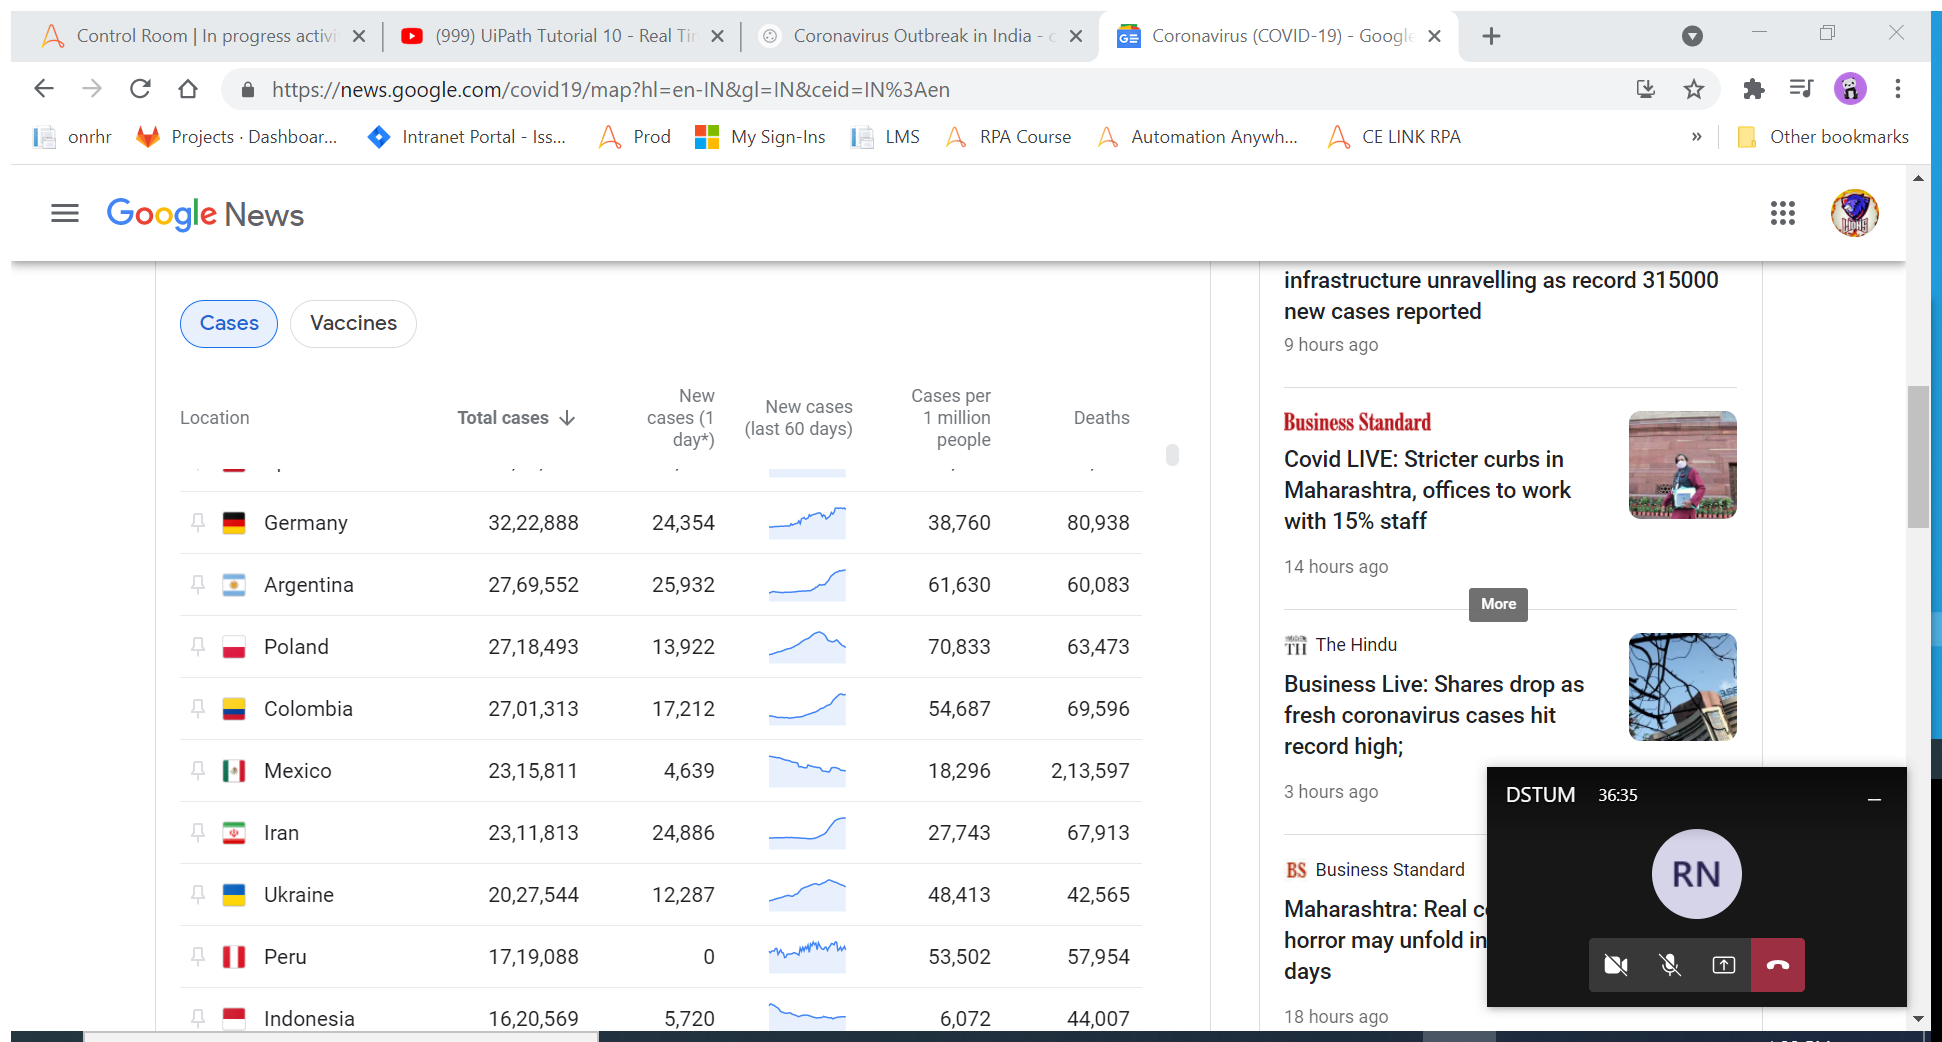 Control Room | In progress activi
(999) UiPath Tutorial 10 - Real Tim
Coronavirus Outbreak in India - c
Coronavirus (COVID-19) - Google
https://news.google.com/covid19/map?hl=en-IN&gl=IN&ceid=IN%3Aen
onrhr
Projects · Dashboar...
Intranet Portal - Iss...
Prod
My Sign-Ins
LMS
RPA Course
Automation Anywh...
CE LINK RPA
»
Other bookmarks
Google News
Cases
Vaccines
Location
Total cases
New
cases (1
day*)
New cases
(last 60 days)
Cases per
1 million
people
Deaths
Germany 32,22,888 24,354 38,760 80,938
Argentina 27,69,552 25,932 61,630 60,083
Poland 27,18,493 13,922 70,833 63,473
Colombia 27,01,313 17,212 54,687 69,596
Mexico 23,15,811 4,639 18,296 2,13,597
Iran 23,11,813 24,886 27,743 67,913
Ukraine 20,27,544 12,287 48,413 42,565
Peru 17,19,088 0 53,502 57,954
Indonesia 16,20,569 5,720 6,072 44,007
infrastructure unravelling as record 315000
new cases reported
9 hours ago
Business Standard
Covid LIVE: Stricter curbs in
Maharashtra, offices to work
with 15% staff
14 hours ago
More
TH The Hindu
Business Live: Shares drop as
fresh coronavirus cases hit
record high;
3 hours ago
BS Business Standard
Maharashtra: Real c
horror may unfold in
days
18 hours ago
DSTUM 36:35
RN